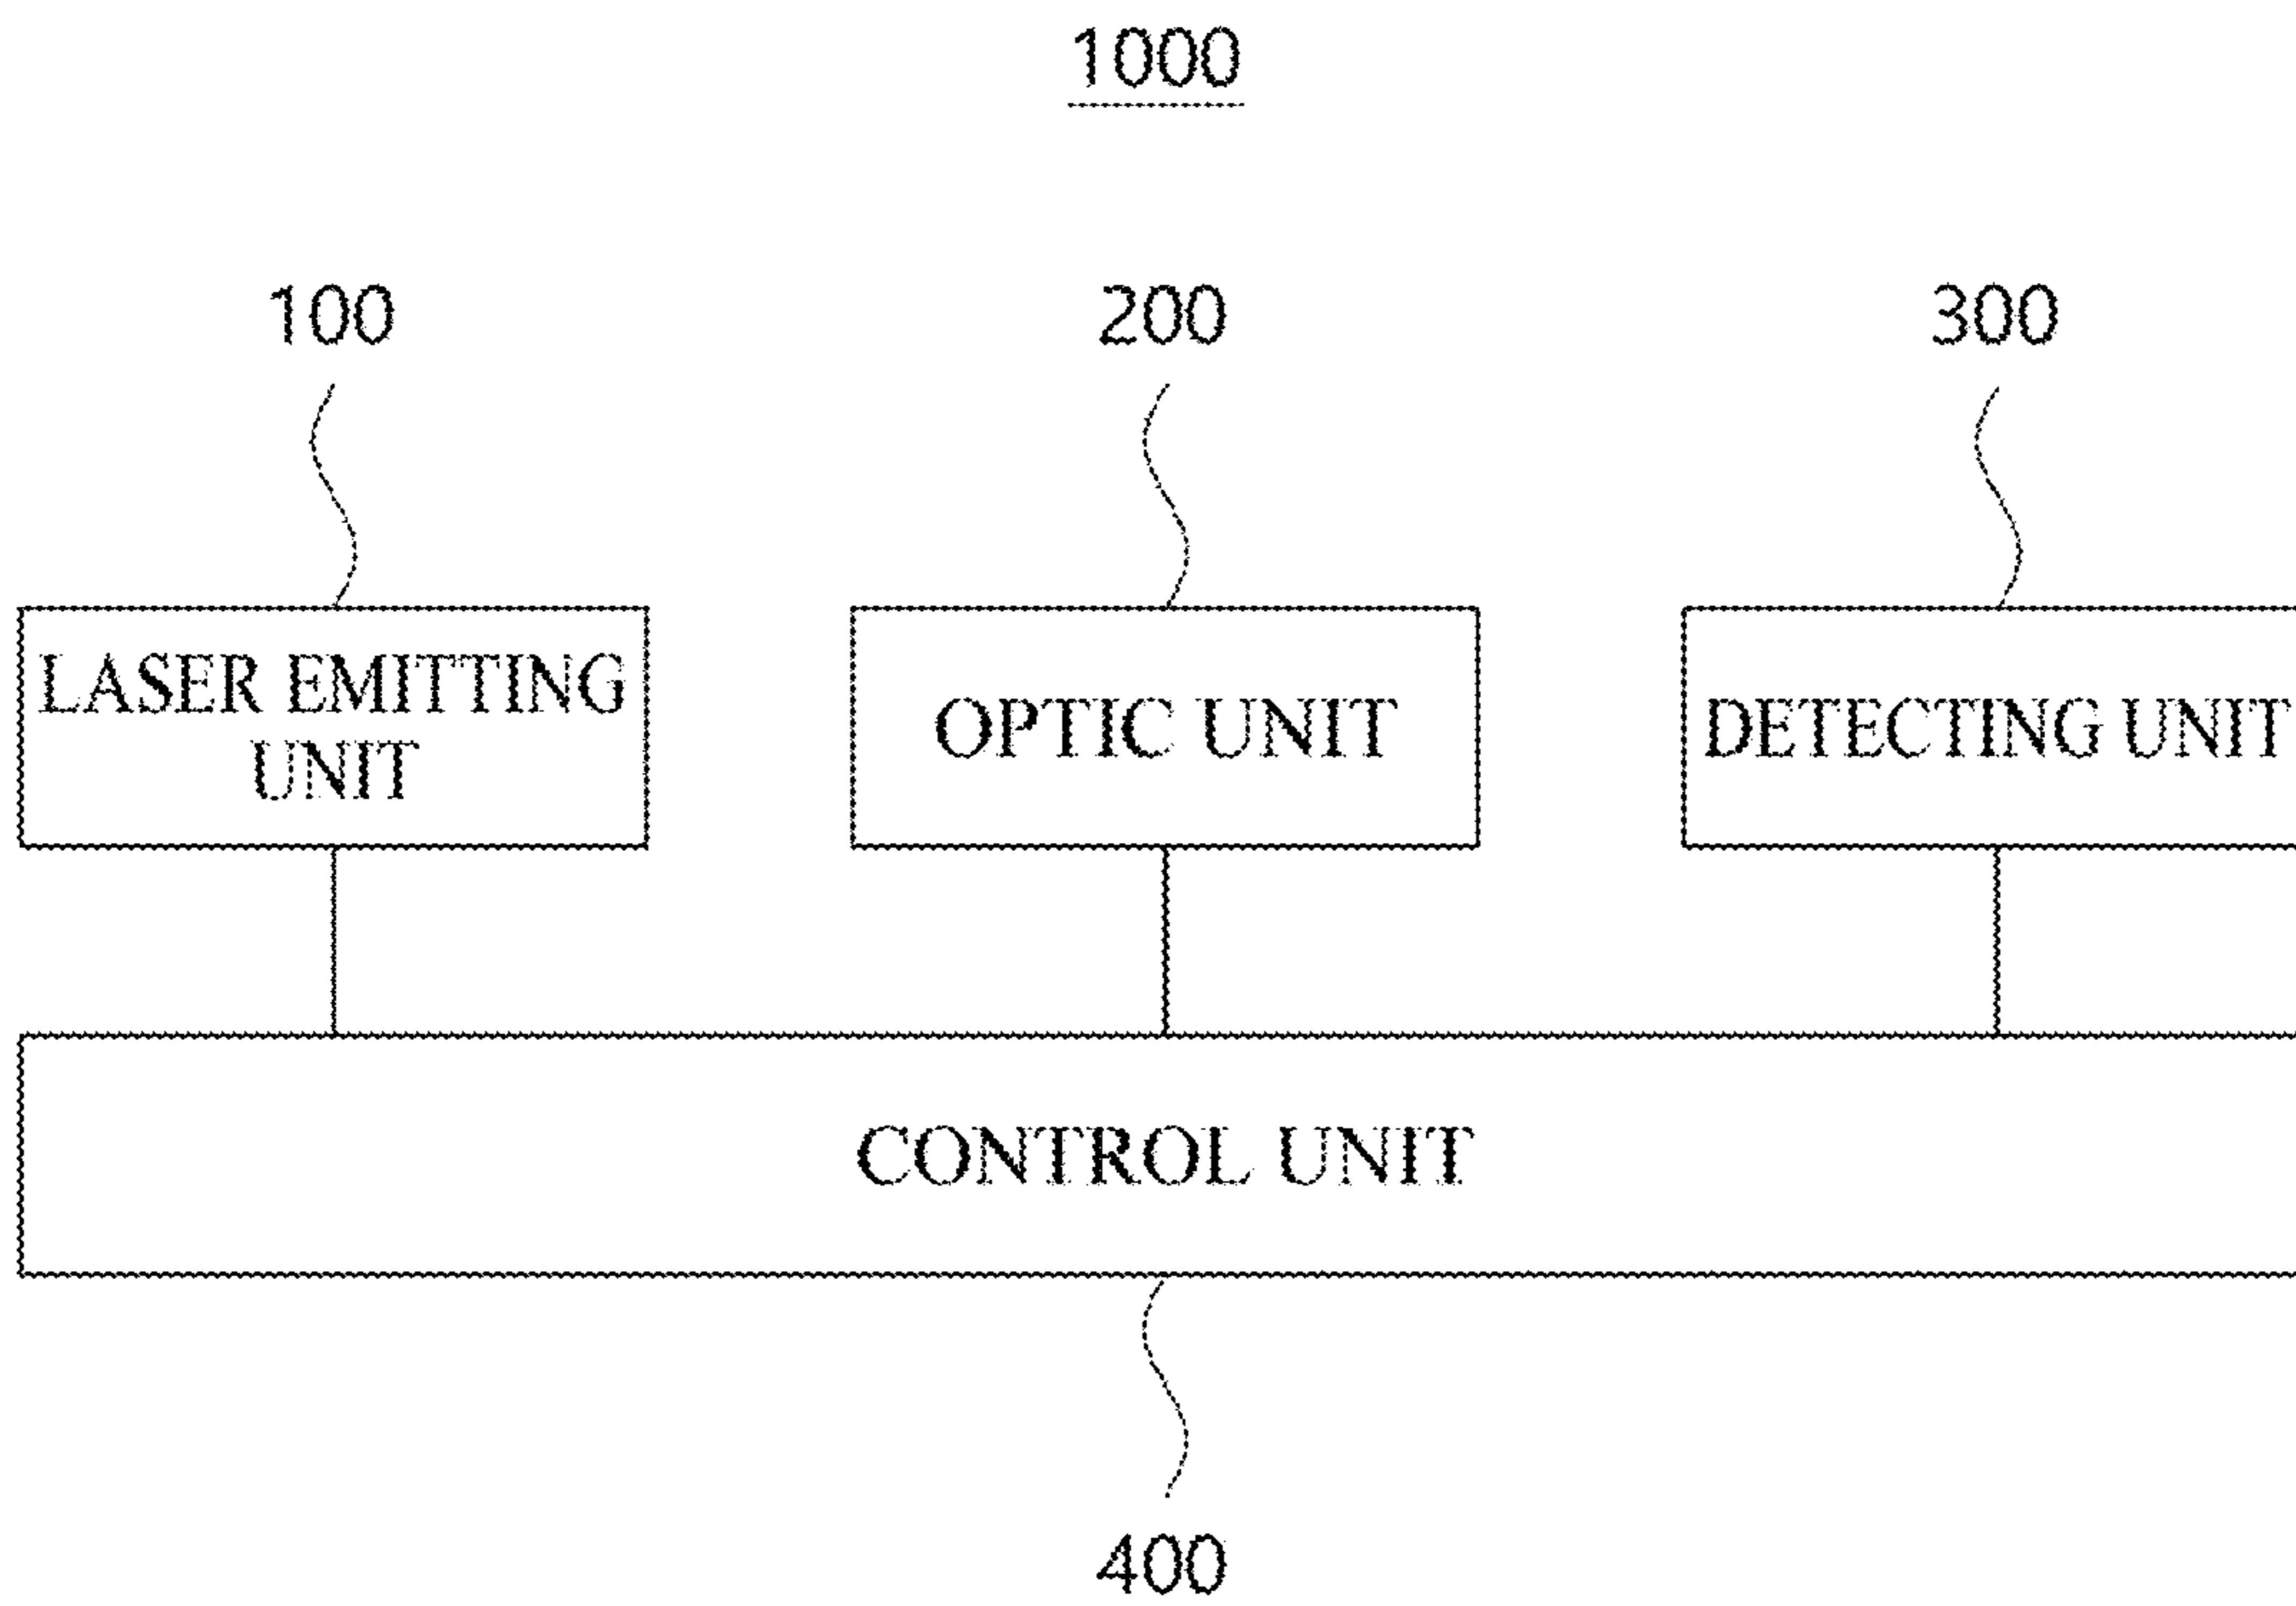 1000
100
200
300
LASER EMITTING
UNIT
OPTIC UNIT
DETECTING UNIT
CONTROL UNIT
400